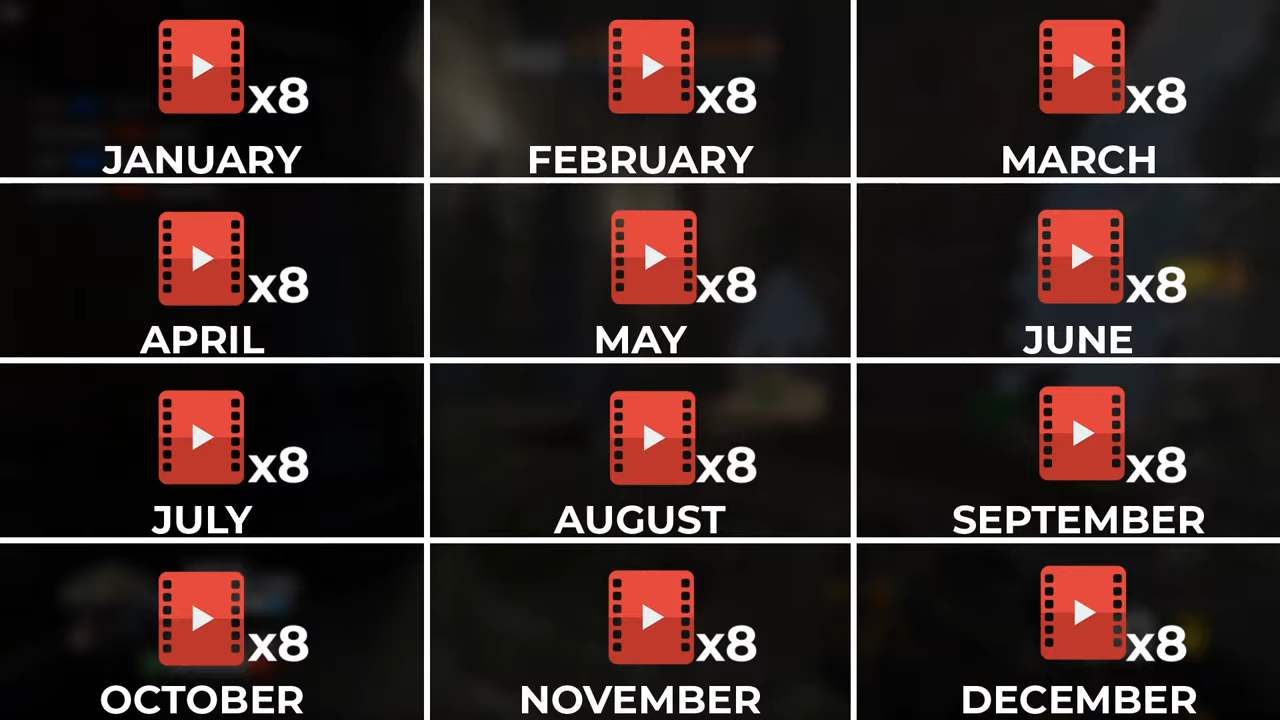 x8
x8
x8
JANUARY
FEBRUARY
MARCH
x8
x8
x8
APRIL
MAY
JUNE
x8
x8
x8
JULY
AUGUST
SEPTEMBER
x8
x8
x8
OCTOBER
NOVEMBER
DECEMBER